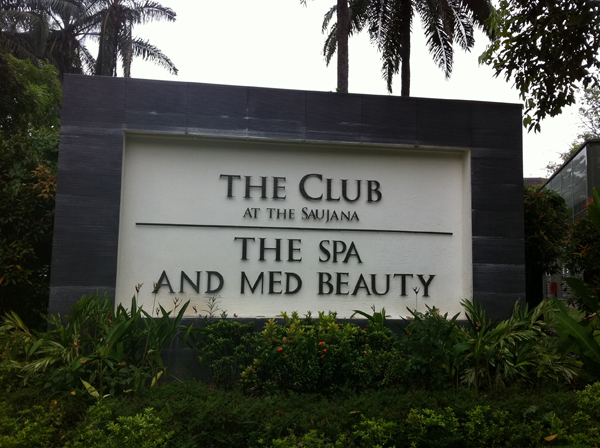 THE CLUB
AT THE SAUJANA
THE SPA
AND MED BEAUTY